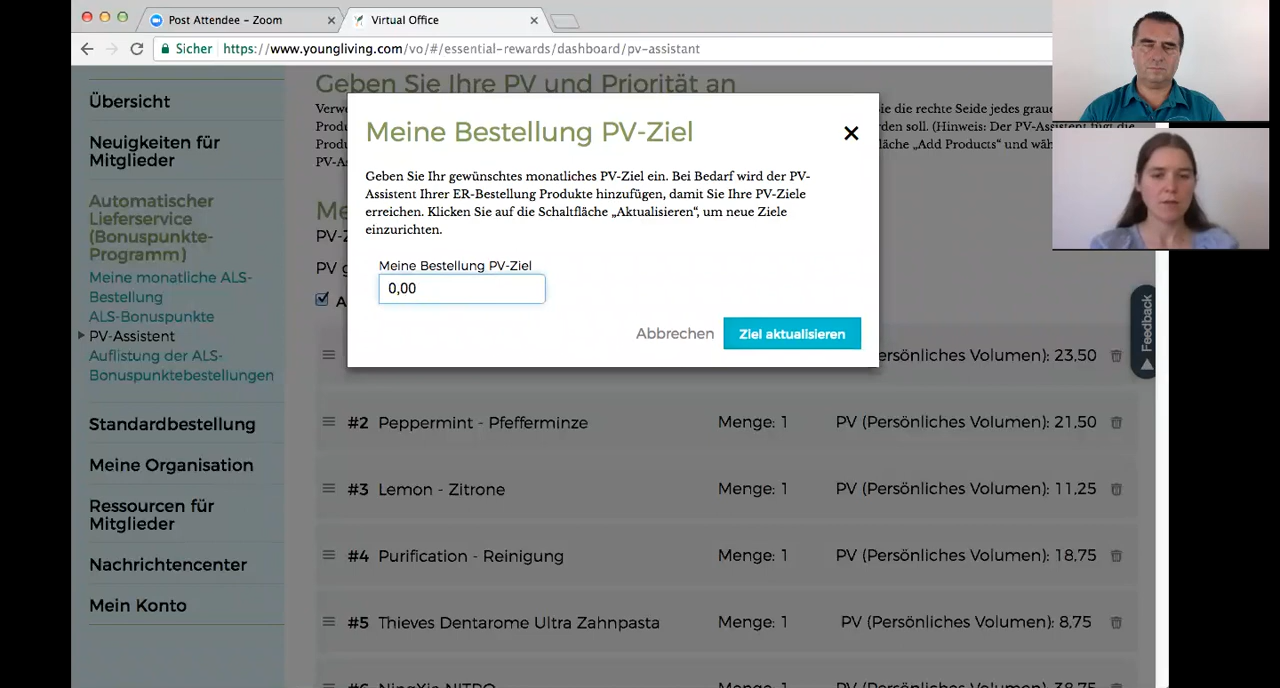 Post Attendee - Zoom
Virtual Office
Sicher
https://www.youngliving.com/vo/#/essential-rewards/dashboard/pv-assistant
Übersicht
Neuigkeiten für
Mitglieder
Automatischer
Lieferservice
(Bonuspunkte-
Programm)
Meine monatliche ALS-
Bestellung
ALS-Bonuspunkte
PV-Assistent
Auflistung der ALS-
Bonuspunktebestellungen
Standardbestellung
Meine Organisation
Ressourcen für
Mitglieder
Nachrichtencenter
Mein Konto
Geben Sie Ihre PV und Priorität an
Meine Bestellung PV-Ziel
Geben Sie Ihr gewünschtes monatliches PV-Ziel ein. Bei Bedarf wird der PV-
Assistent Ihrer ER-Bestellung Produkte hinzufügen, damit Sie Ihre PV-Ziele
erreichen. Klicken Sie auf die Schaltfläche „Aktualisieren“, um neue Ziele
einzurichten.
Meine Bestellung PV-Ziel
0,00
Abbrechen
Ziel aktualisieren
23,50
#2 Peppermint - Pfefferminze Menge: 1 PV (Persönliches Volumen): 21,50
#3 Lemon - Zitrone Menge: 1 PV (Persönliches Volumen): 11,25
#4 Purification - Reinigung Menge: 1 PV (Persönliches Volumen): 18,75
#5 Thieves Dentarome Ultra Zahnpasta Menge: 1 PV (Persönliches Volumen): 8,75
Feedback